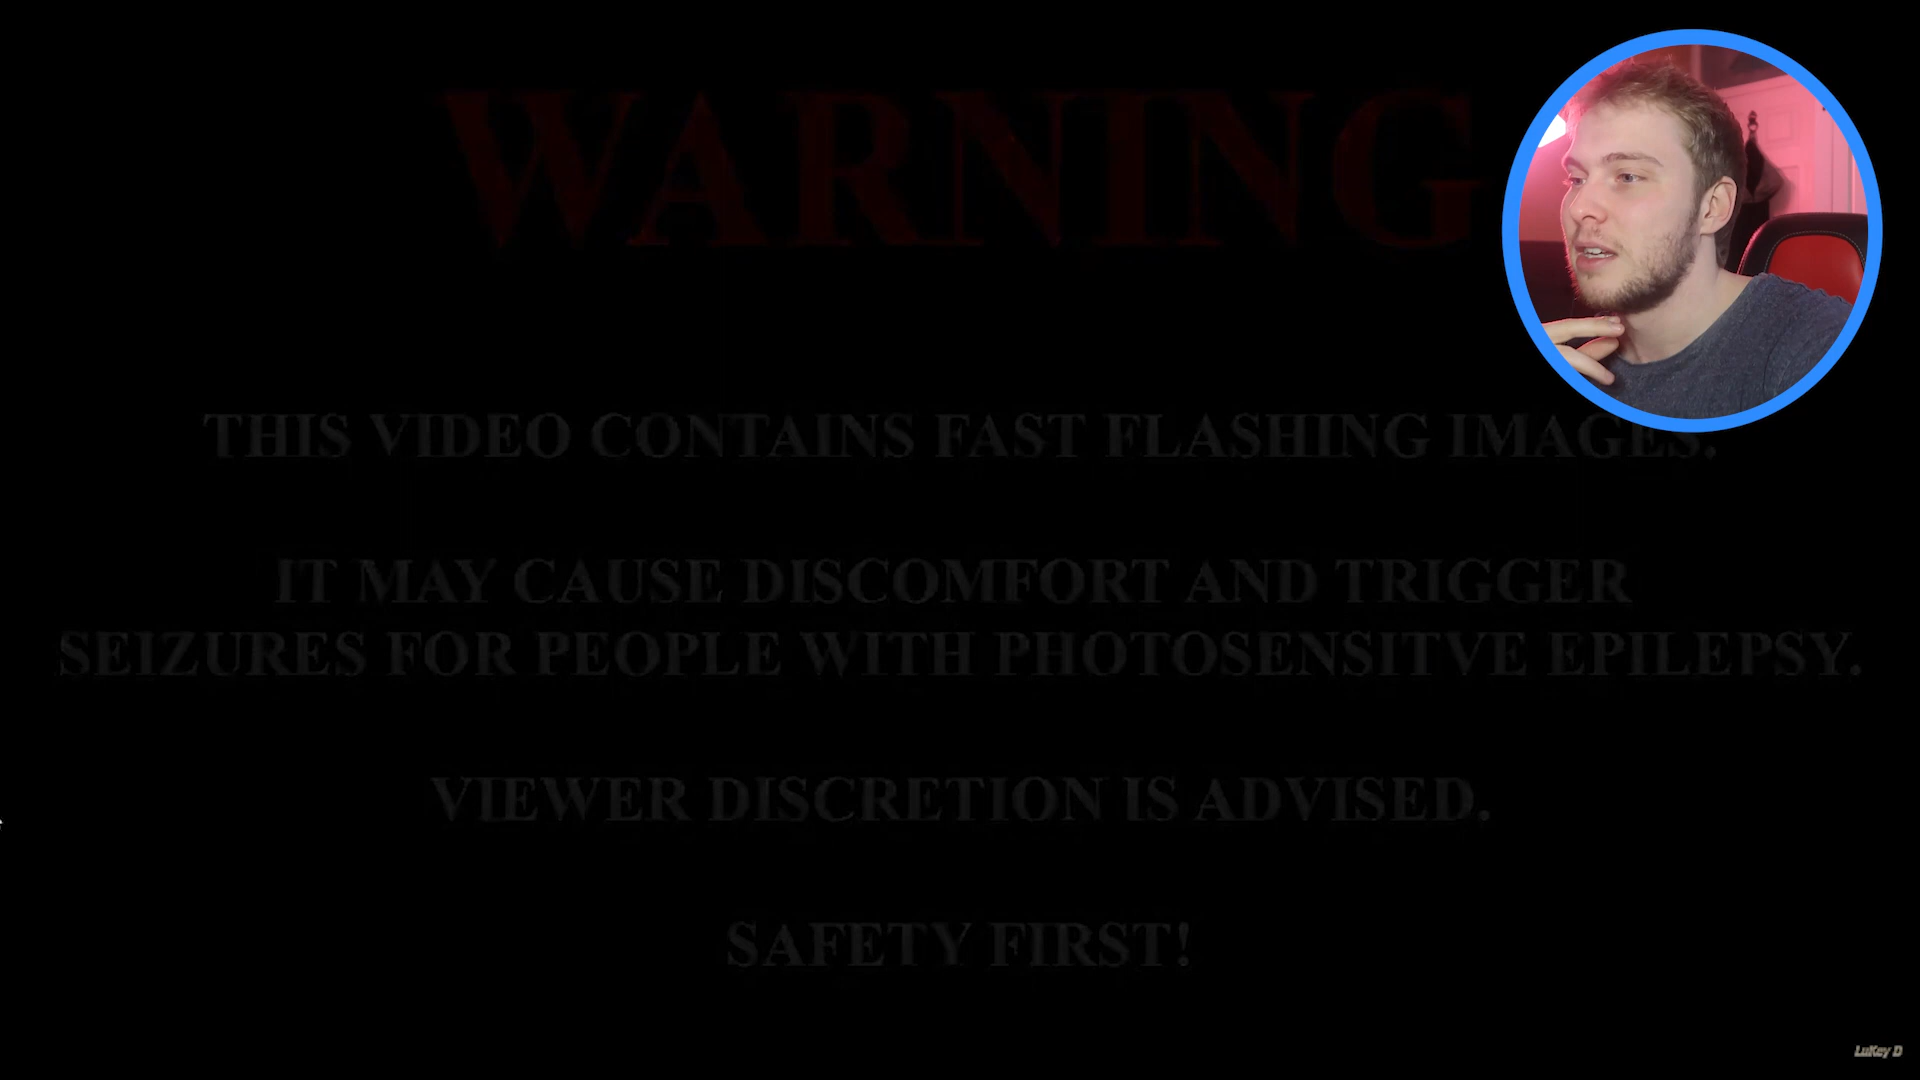 WARNING
THIS VIDEO CONTAINS FAST FLASHING IMAGES.
IT MAY CAUSE DISCOMFORT AND TRIGGER
SEIZURES FOR PEOPLE WITH PHOTOSENSITVE EPILEPSY.
VIEWER DISCRETION IS ADVISED.
SAFETY FIRST!
LuKey D